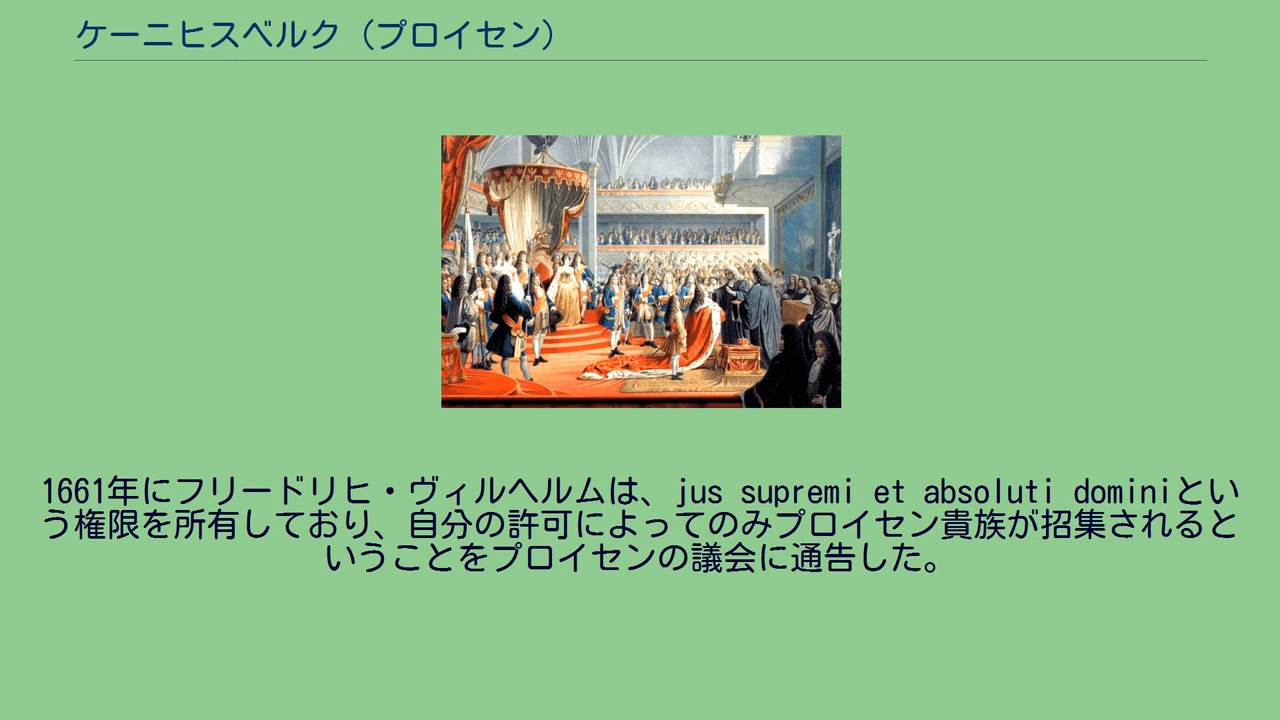 ケーニヒスベルク（プロイセン）
1661年にフリードリヒ・ヴィルヘルムは、jus supremi et absoluti dominiとい
う権限を所有しており、自分の許可によってのみプロイセン貴族が招集されると
いうことをプロイセンの議会に通告した。